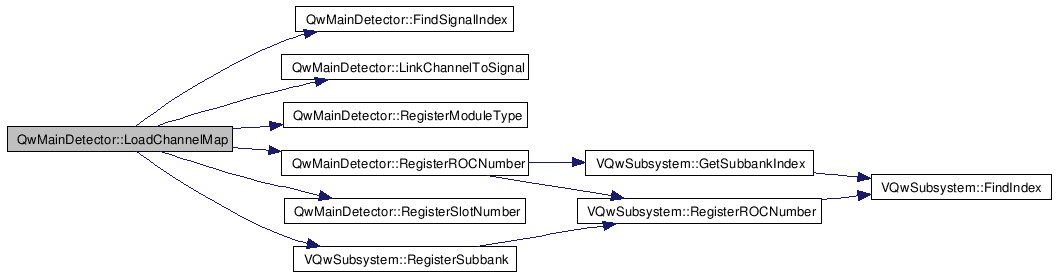 QwMainDetector::FindSignalIndex
QwMainDetector::LinkChannelToSignal
QwMainDetector::RegisterModuleType
QwMainDetector::LoadChannelMap
QwMainDetector::RegisterROCNumber
VQwSubsystem::GetSubbankIndex
VQwSubsystem::FindIndex
QwMainDetector::RegisterSlotNumber
VQwSubsystem::RegisterROCNumber
VQwSubsystem::RegisterSubbank